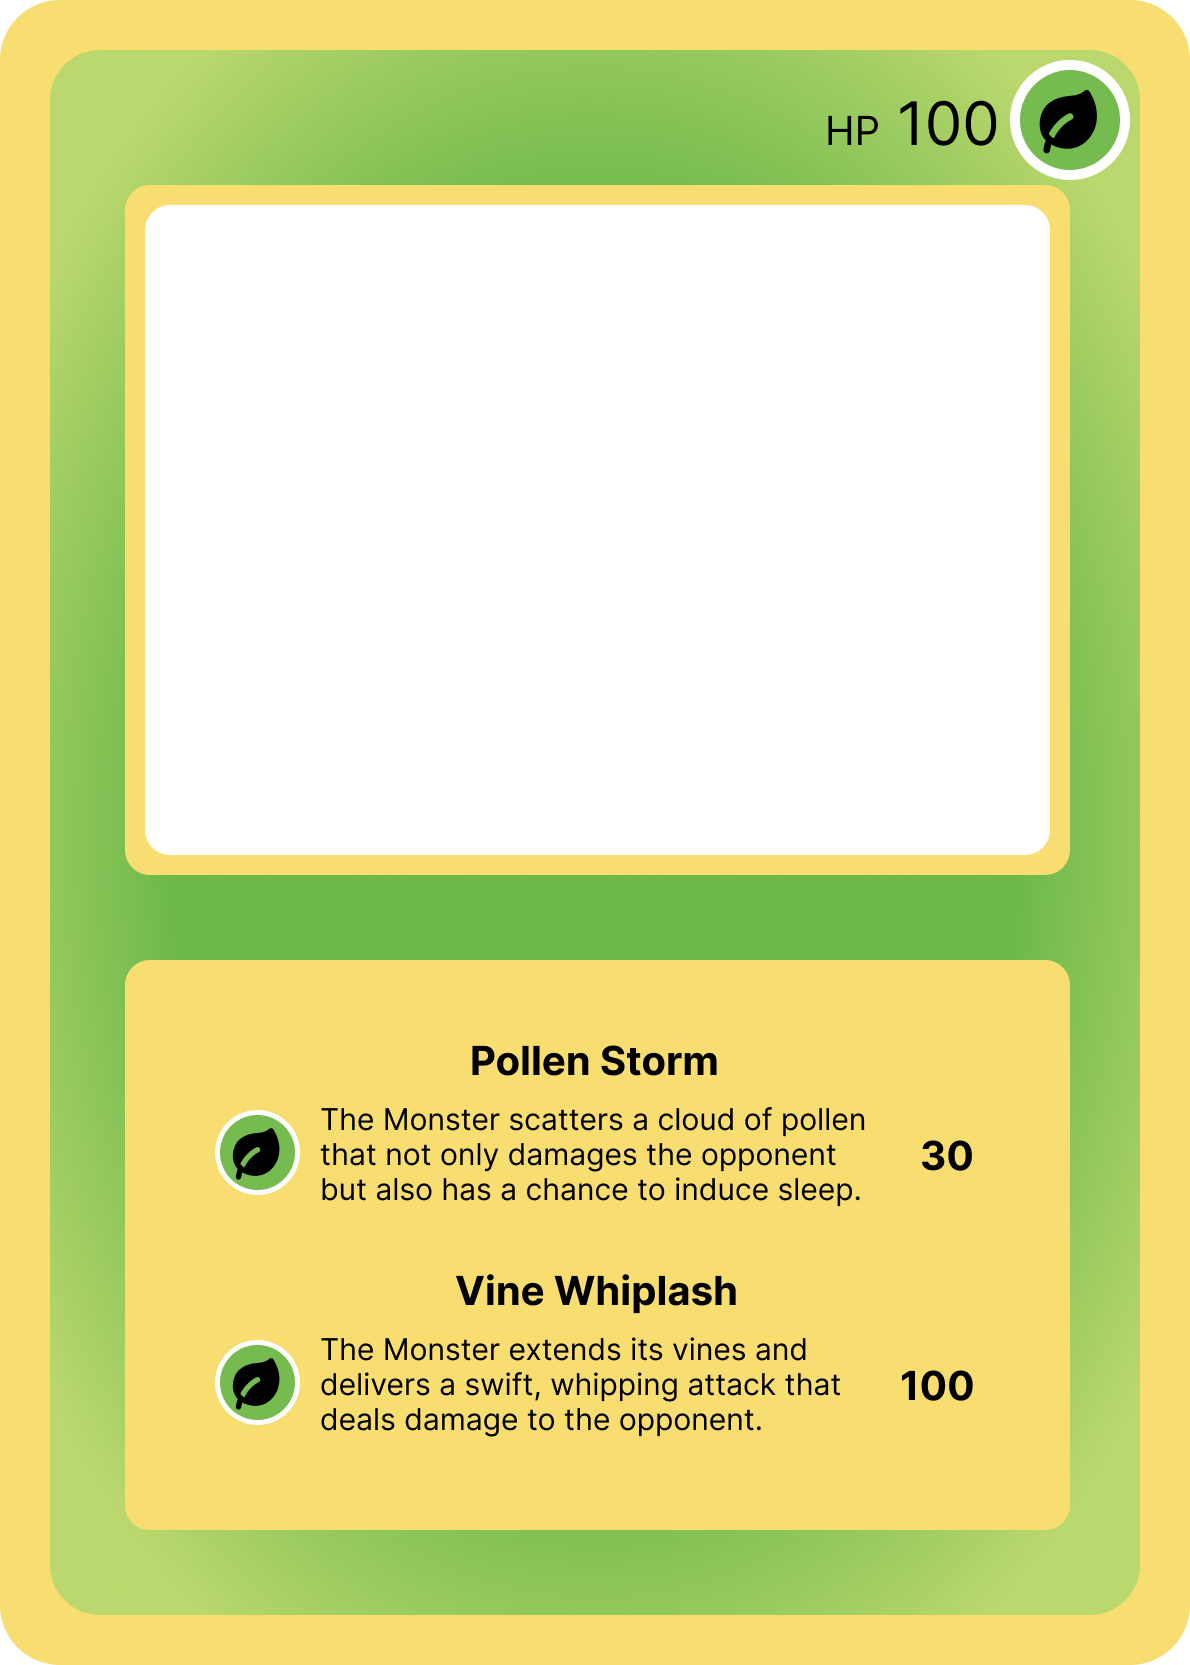 HP 100
Pollen Storm
The Monster scatters a cloud of pollen
that not only damages the opponent
but also has a chance to induce sleep.
30
Vine Whiplash
The Monster extends its vines and
delivers a swift, whipping attack that
deals damage to the opponent.
100